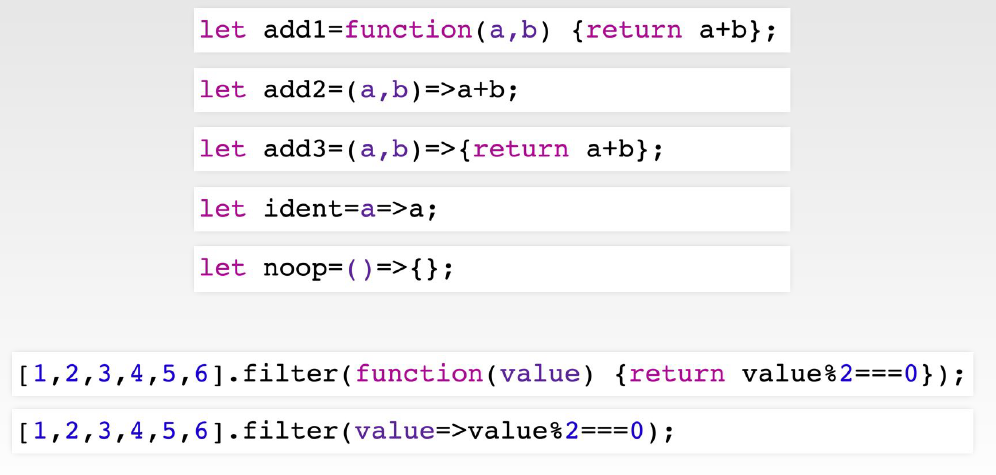 let add1=function(a,b) {return a+b};
let add2=(a,b)=>a+b;
let add3=(a,b)=>{return a+b};
let ident=a=>a;
let noop=()=>{};
[1,2,3,4,5,6].filter(function(value) {return value%2===0});
[1,2,3,4,5,6].filter(value=>value%2===0);